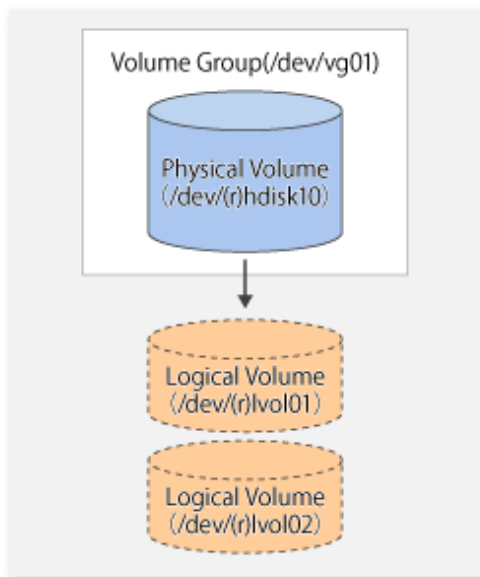 Volume Group(/dev/vg01)
Physical Volume
(/dev/(r)hdisk10)
Logical Volume
(/dev/(r)lvol01)
Logical Volume
(/dev/(r)lvol02)